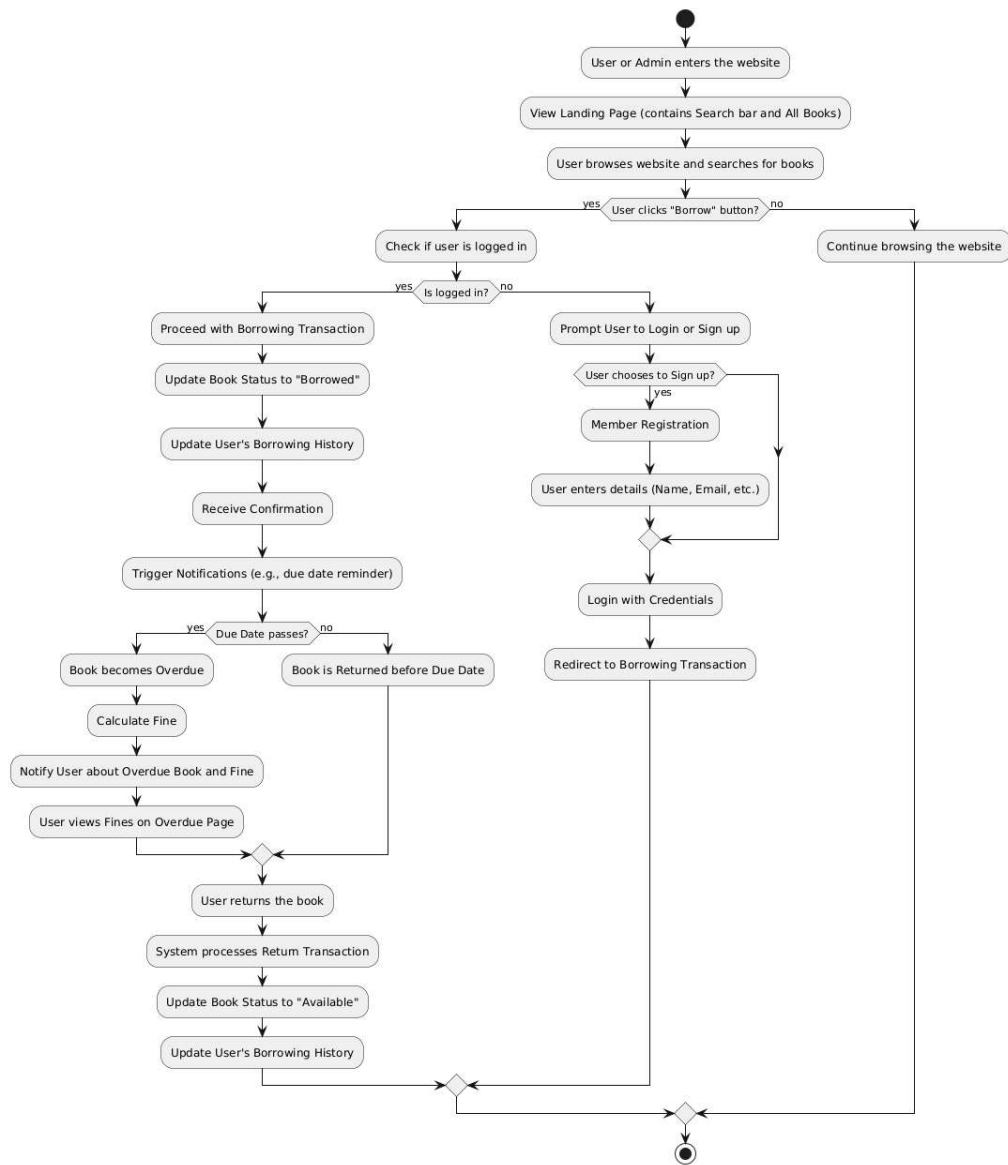 User or Admin enters the website
View Landing Page (contains Search bar and All Books)
User browses website and searches for books
yes
User clicks "Borrow" button?
no
Check if user is logged in
Continue browsing the website
yes
Is logged in?
no
Proceed with Borrowing Transaction
Prompt User to Login or Sign up
Update Book Status to "Borrowed"
User chooses to Sign up?
yes
Member Registration
Update User's Borrowing History
User enters details (Name, Email, etc.)
Receive Confirmation
Trigger Notifications (e.g., due date reminder)
Login with Credentials
yes
Due Date passes?
no
Redirect to Borrowing Transaction
Book becomes Overdue
Book is Returned before Due Date
Calculate Fine
Notify User about Overdue Book and Fine
User views Fines on Overdue Page
User returns the book
System processes Return Transaction
Update Book Status to "Available"
Update User's Borrowing History